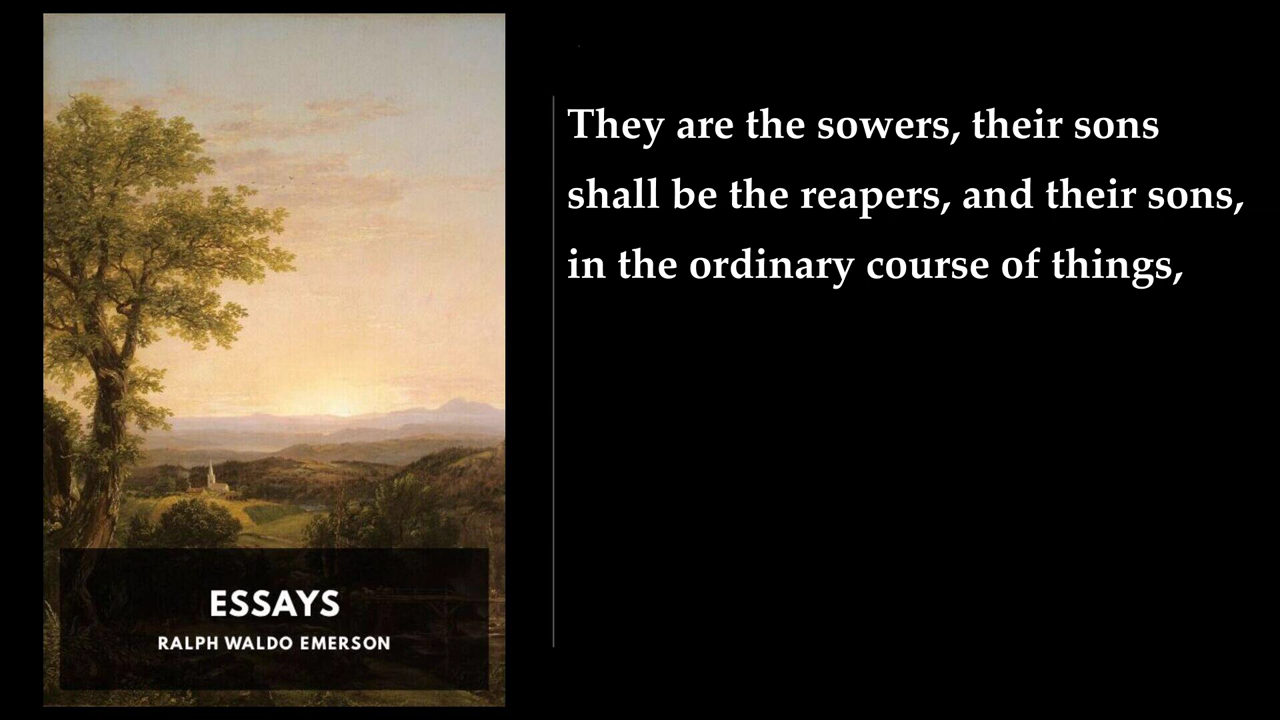 ESSAYS
RALPH WALDO EMERSON
They are the sowers, their sons
shall be the reapers, and their sons,
in the ordinary course of things,